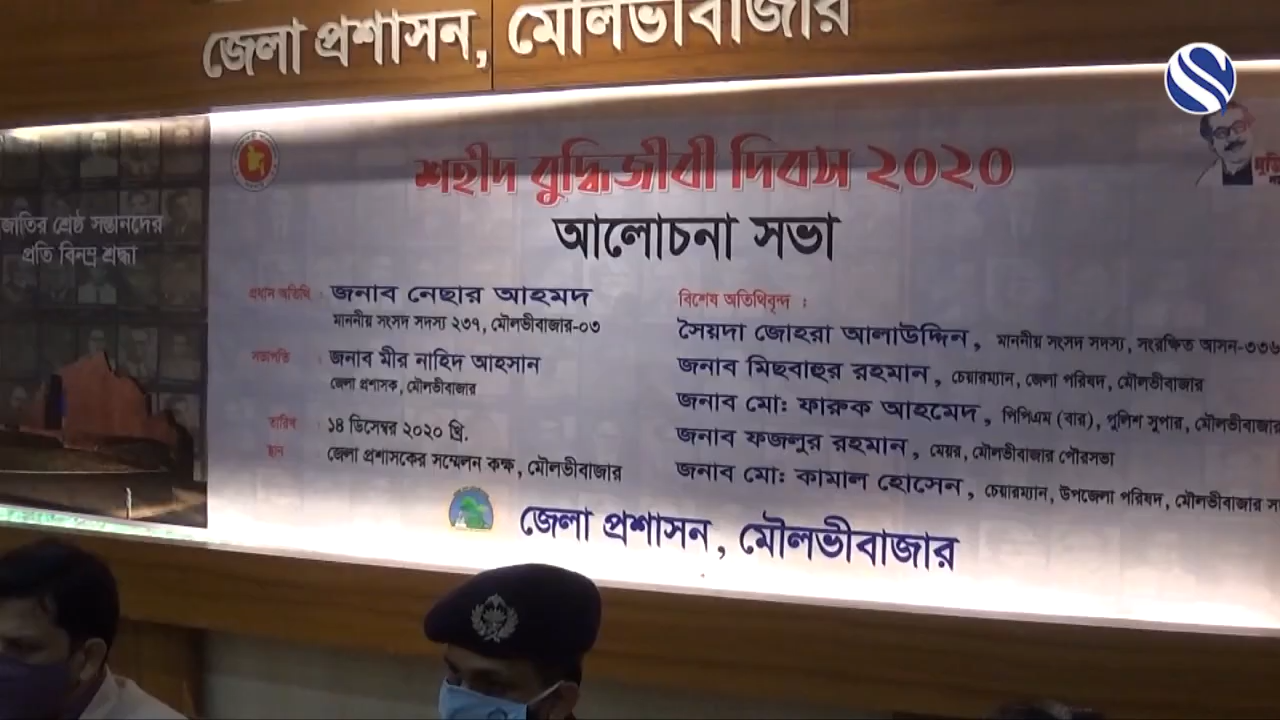 জেলা প্রশাসন, মৌলভীবাজার
শহীদ বুদ্ধিজীবী দিবস ২০২০
আলোচনা সভা
জাতির শ্রেষ্ঠ সন্তানদের
প্রতি বিনম্র শ্রদ্ধা
প্রধান অতিথি : জনাব নেছার আহমদ
মাননীয় সংসদ সদস্য ২৩৭, মৌলভীবাজার-০৩
সভাপতি : জনাব মীর নাহিদ আহসান
জেলা প্রশাসক, মৌলভীবাজার
তারিখ : ১৪ ডিসেম্বর ২০২০ খ্রি.
স্থান : জেলা প্রশাসকের সম্মেলন কক্ষ, মৌলভীবাজার
বিশেষ অতিথিবৃন্দ :
সৈয়দা জোহরা আলাউদ্দিন, মাননীয় সংসদ সদস্য, সংরক্ষিত আসন-৩৩৬
জনাব মিছবাহুর রহমান, চেয়ারম্যান, জেলা পরিষদ, মৌলভীবাজার
জনাব মো: ফারুক আহমেদ, পিপিএম (বার), পুলিশ সুপার, মৌলভীবাজার
জনাব ফজলুর রহমান, মেয়র, মৌলভীবাজার পৌরসভা
জনাব মো: কামাল হোসেন, চেয়ারম্যান, উপজেলা পরিষদ, মৌলভীবাজার
জেলা প্রশাসন, মৌলভীবাজার